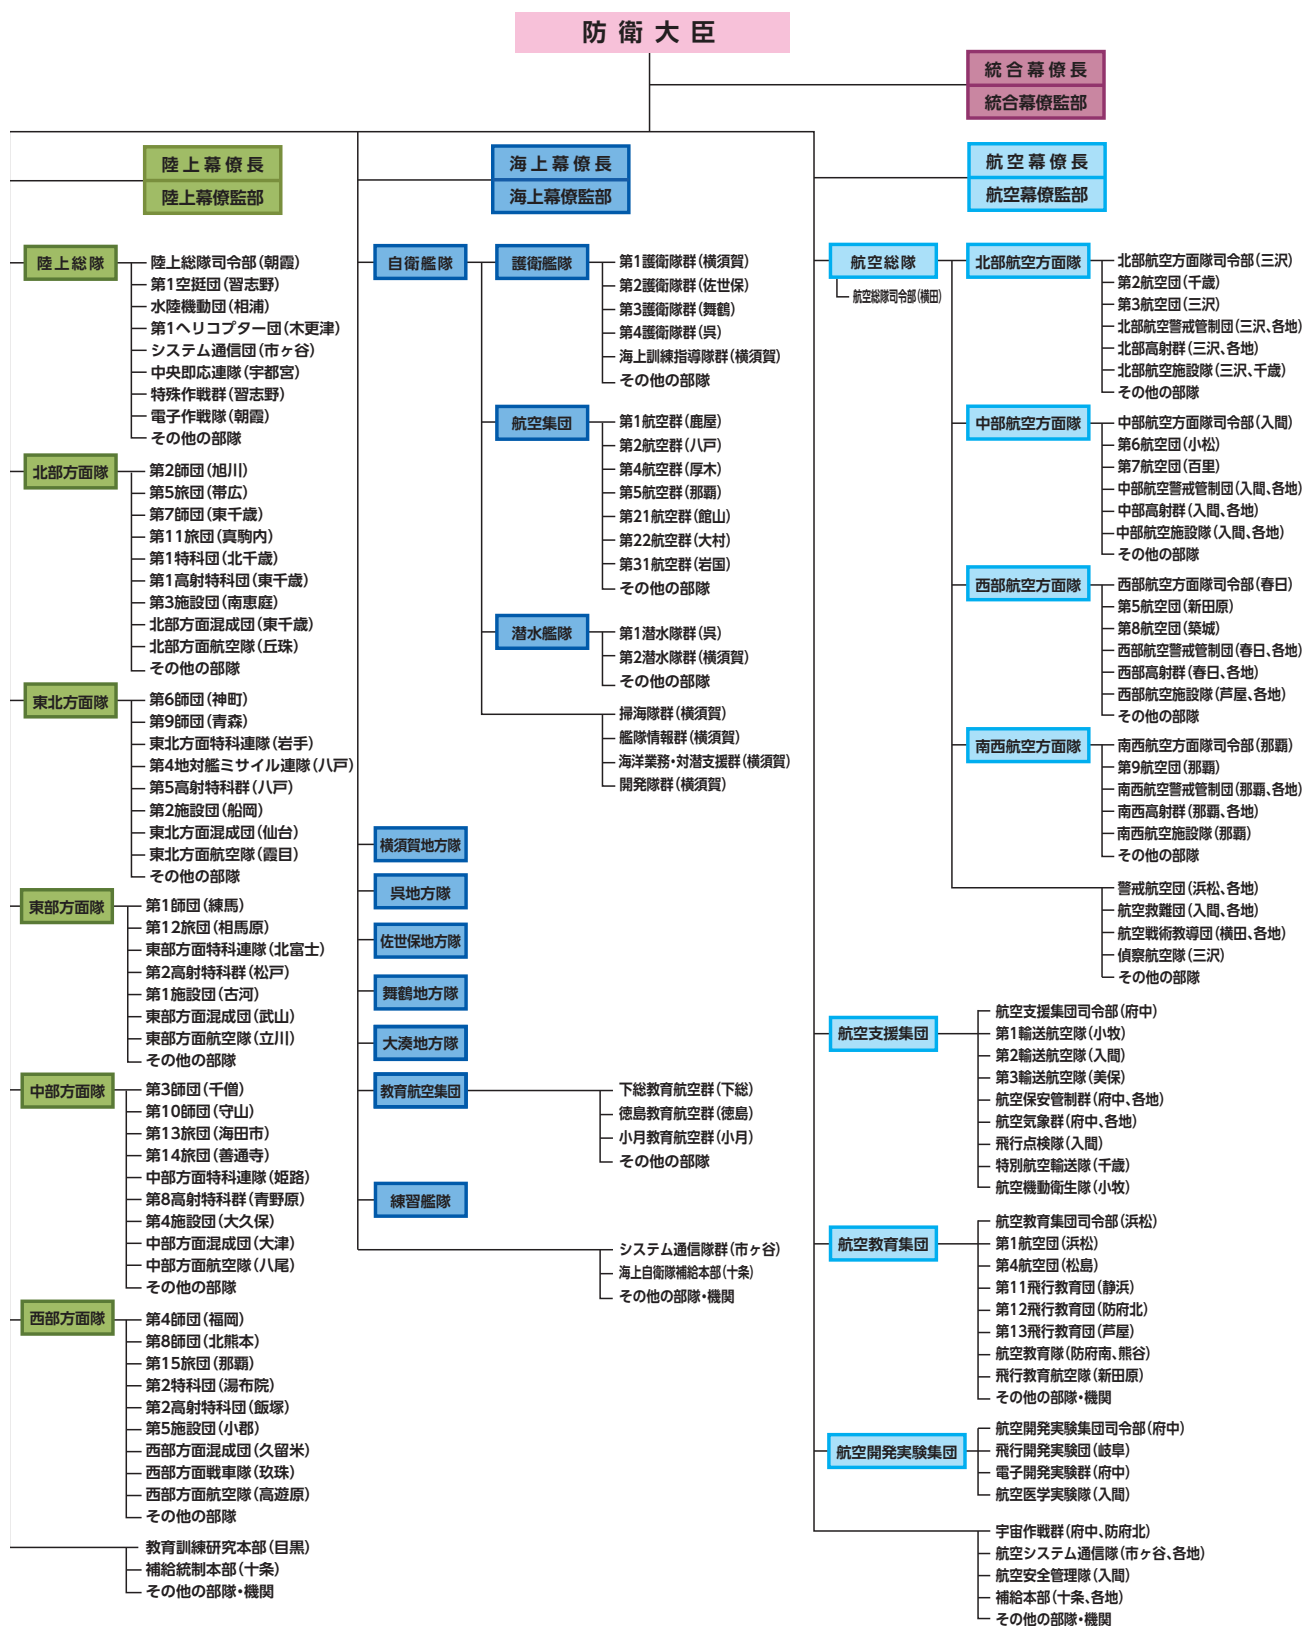 防衛大臣
統合幕僚長
統合幕僚監部
陸上幕僚長
陸上幕僚監部
陸上総隊
陸上総隊司令部(朝霞)
第1空挺団(習志野)
水陸機動団(相浦)
第1ヘリコプター団(木更津)
システム通信団(市ヶ谷)
中央即応連隊(宇都宮)
特殊作戦群(習志野)
電子作戦隊(朝霞)
その他の部隊
北部方面隊
第2師団(旭川)
第5旅団(帯広)
第7師団(東千歳)
第11旅団(真駒内)
第1特科団(北千歳)
第1高射特科団(東千歳)
第3施設団(南恵庭)
北部方面混成団(東千歳)
北部方面航空隊(丘珠)
その他の部隊
東北方面隊
第6師団(神町)
第9師団(青森)
東北方面特科連隊(岩手)
第4地対艦ミサイル連隊(八戸)
第5高射特科群(八戸)
第2施設団(船岡)
東北方面混成団(仙台)
東北方面航空隊(霞目)
その他の部隊
東部方面隊
第1師団(練馬)
第12旅団(相馬原)
東部方面特科連隊(北富士)
第2高射特科群(松戸)
第1施設団(古河)
東部方面混成団(武山)
東部方面航空隊(立川)
その他の部隊
中部方面隊
第3師団(千僧)
第10師団(守山)
第13旅団(海田市)
第14旅団(善通寺)
中部方面特科連隊(姫路)
第8高射特科群(青野原)
第4施設団(大久保)
中部方面混成団(大津)
中部方面航空隊(八尾)
その他の部隊
西部方面隊
第4師団(福岡)
第8師団(北熊本)
第15旅団(那覇)
第2特科団(湯布院)
第2高射特科団(飯塚)
第5施設団(小郡)
西部方面混成団(久留米)
西部方面戦車隊(玖珠)
西部方面航空隊(高遊原)
その他の部隊
教育訓練研究本部(目黒)
補給統制本部(十条)
その他の部隊・機関
海上幕僚長
海上幕僚監部
自衛艦隊
護衛艦隊
第1護衛隊群(横須賀)
第2護衛隊群(佐世保)
第3護衛隊群(舞鶴)
第4護衛隊群(呉)
海上訓練指導隊群(横須賀)
その他の部隊
航空集団
第1航空群(鹿屋)
第2航空群(八戸)
第4航空群(厚木)
第5航空群(那覇)
第21航空群(館山)
第22航空群(大村)
第31航空群(岩国)
その他の部隊
潜水艦隊
第1潜水隊群(呉)
第2潜水隊群(横須賀)
その他の部隊
掃海隊群(横須賀)
艦隊情報群(横須賀)
海洋業務・対潜支援群(横須賀)
開発隊群(横須賀)
横須賀地方隊
呉地方隊
佐世保地方隊
舞鶴地方隊
大湊地方隊
教育航空集団
下総教育航空群(下総)
徳島教育航空群(徳島)
小月教育航空群(小月)
その他の部隊
練習艦隊
システム通信隊群(市ヶ谷)
海上自衛隊補給本部(十条)
その他の部隊・機関
航空幕僚長
航空幕僚監部
航空総隊
航空総隊司令部(横田)
北部航空方面隊
北部航空方面隊司令部(三沢)
第2航空団(千歳)
第3航空団(三沢)
北部航空警戒管制団(三沢、各地)
北部高射群(三沢、各地)
北部航空施設隊(三沢、千歳)
その他の部隊
中部航空方面隊
中部航空方面隊司令部(入間)
第6航空団(小松)
第7航空団(百里)
中部航空警戒管制団(入間、各地)
中部高射群(入間、各地)
中部航空施設隊(入間、各地)
その他の部隊
西部航空方面隊
西部航空方面隊司令部(春日)
第5航空団(新田原)
第8航空団(築城)
西部航空警戒管制団(春日、各地)
西部高射群(春日、各地)
西部航空施設隊(芦屋、各地)
その他の部隊
南西航空方面隊
南西航空方面隊司令部(那覇)
第9航空団(那覇)
南西航空警戒管制団(那覇、各地)
南西高射群(那覇、各地)
南西航空施設隊(那覇)
その他の部隊
警戒航空団(浜松、各地)
航空救難団(入間、各地)
航空戦術教導団(横田、各地)
偵察航空隊(三沢)
その他の部隊
航空支援集団
航空支援集団司令部(府中)
第1輸送航空隊(小牧)
第2輸送航空隊(入間)
第3輸送航空隊(美保)
航空保安管制群(府中、各地)
航空気象群(府中、各地)
飛行点検隊(入間)
特別航空輸送隊(千歳)
航空機動衛生隊(小牧)
航空教育集団
航空教育集団司令部(浜松)
第1航空団(浜松)
第4航空団(松島)
第11飛行教育団(静浜)
第12飛行教育団(防府北)
第13飛行教育団(芦屋)
航空教育隊(防府南、熊谷)
飛行教育航空隊(新田原)
その他の部隊・機関
航空開発実験集団
航空開発実験集団司令部(府中)
飛行開発実験団(岐阜)
電子開発実験群(府中)
航空医学実験隊(入間)
宇宙作戦群(府中、防府北)
航空システム通信隊(市ヶ谷、各地)
航空安全管理隊(入間)
補給本部(十条、各地)
その他の部隊・機関